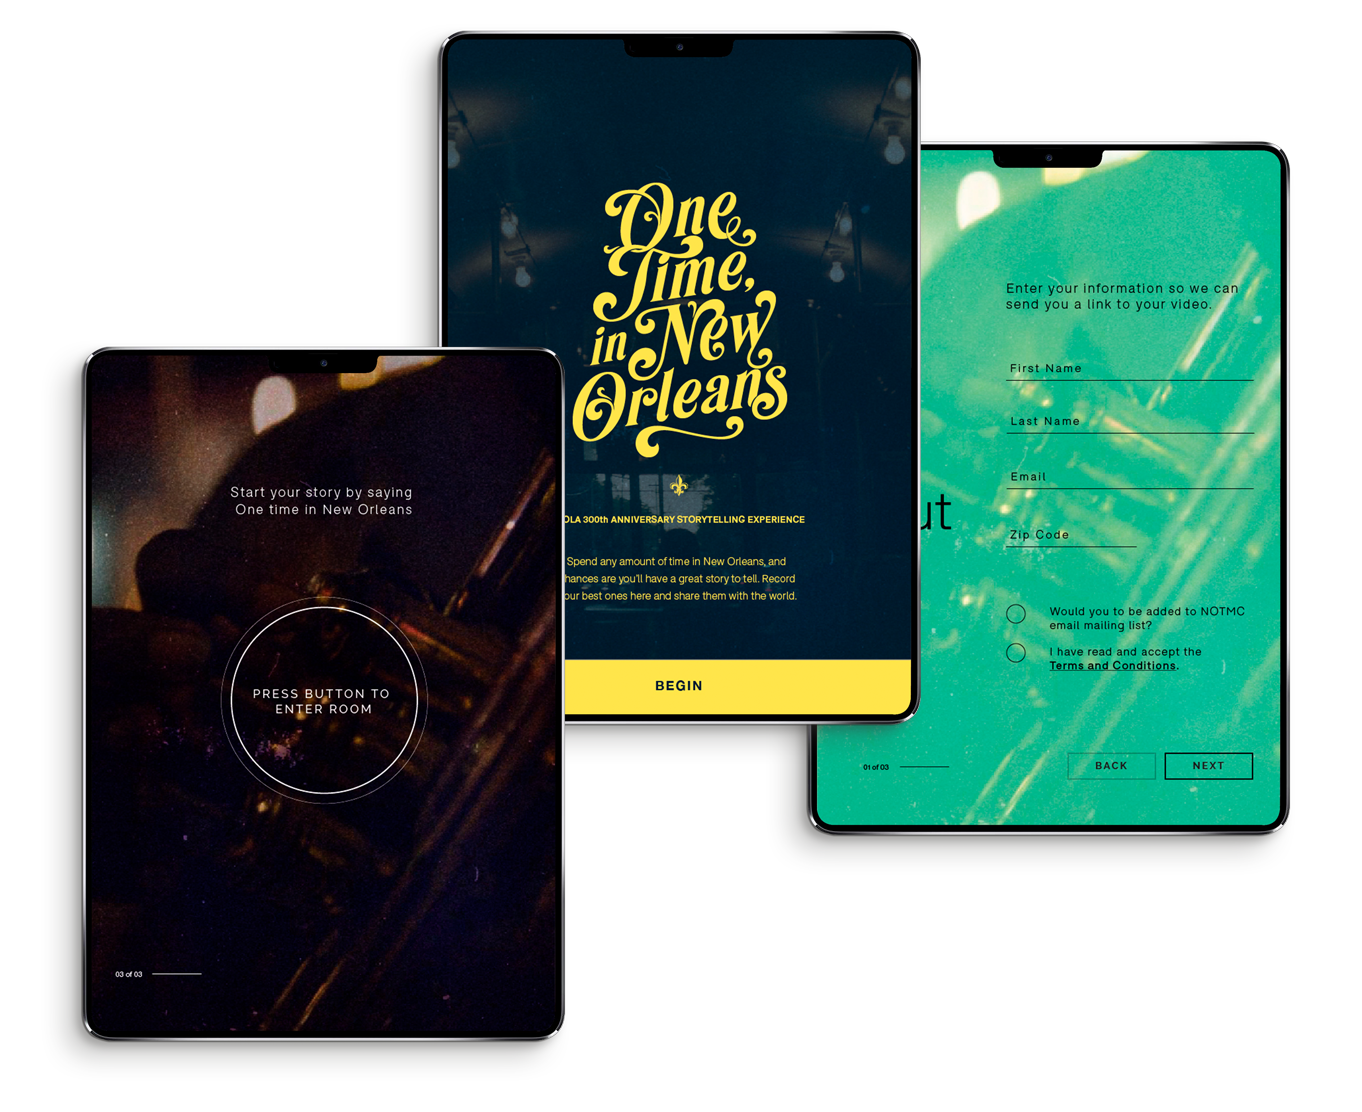 One
Time,
in New
Orleans
OLA 300th ANNIVERSARY STORYTELLING EXPERIENCE
Spend any amount of time in New Orleans, and
hances are you'll have a great story to tell. Record
our best ones here and share them with the world.
BEGIN
Start your story by saying
One time in New Orleans
PRESS BUTTON TO
ENTER ROOM
03 of 03
Enter your information so we can
send you a link to your video.
First Name
Last Name
Email
ut
Zip Code
Would you to be added to NOTMC
email mailing list?
I have read and accept the
Terms and Conditions.
01 of 03
BACK
NEXT